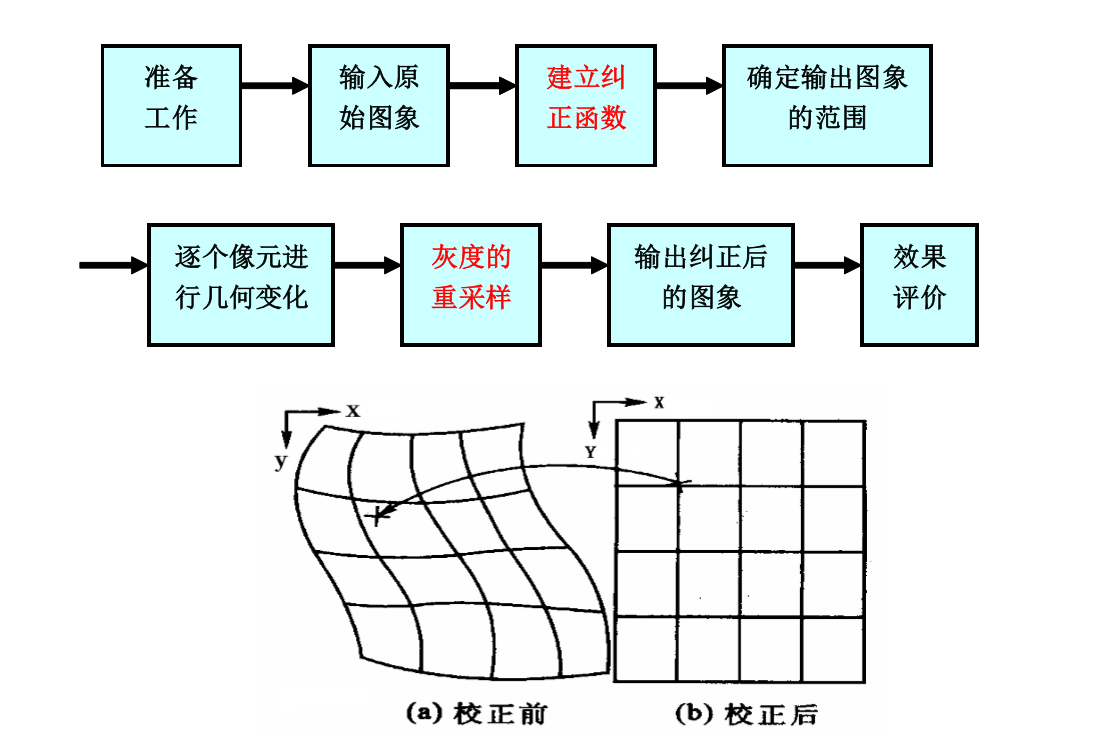 准备
工作
输入原
始图象
建立纠
正函数
确定输出图象
的范围
逐个像元进
行几何变化
灰度的
重采样
输出纠正后
的图象
效果
评价
x
y
X
Y
(a) 校正前
(b) 校正后